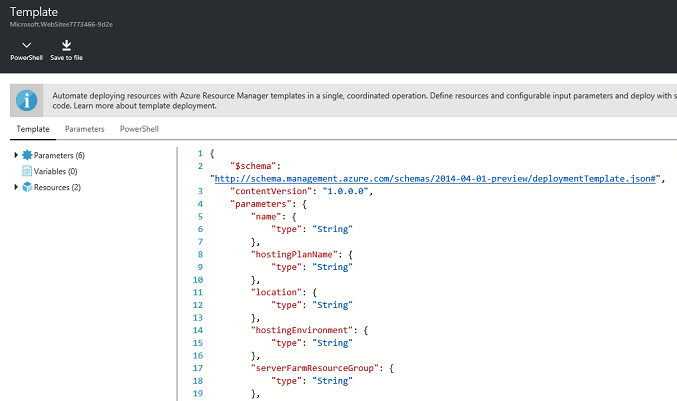 Template
Microsoft.WebSitee7773466-9d2e
PowerShell Save to file
Automate deploying resources with Azure Resource Manager templates in a single, coordinated operation. Define resources and configurable input parameters and deploy with s
code. Learn more about template deployment.
Template Parameters PowerShell
Parameters (6)
Variables (0)
Resources (2)
1 {
2 "$schema":
"http://schema.management.azure.com/schemas/2014-04-01-preview/deploymentTemplate.json#",
3 "contentVersion": "1.0.0.0",
4 "parameters": {
5 "name": {
6 "type": "String"
7 },
8 "hostingPlanName": {
9 "type": "String"
10 },
11 "location": {
12 "type": "String"
13 },
14 "hostingEnvironment": {
15 "type": "String"
16 },
17 "serverFarmResourceGroup": {
18 "type": "String"
19 },